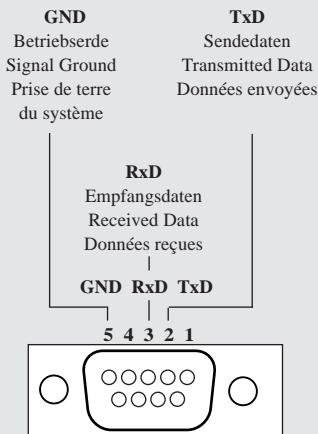 GND
Betriebserde
Signal Ground
Prise de terre
du système
TxD
Sendedaten
Transmitted Data
Données envoyées
RxD
Empfangsdaten
Received Data
Données reçues
GND RxD TxD
5 4 3 2 1